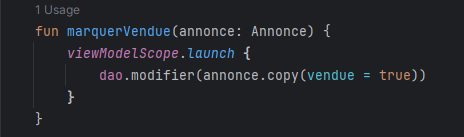 1 Usage
fun marquerVendue(annonce: Annonce) {
    viewModelScope.launch {
        dao.modifier(annonce.copy(vendue = true))
    }
}